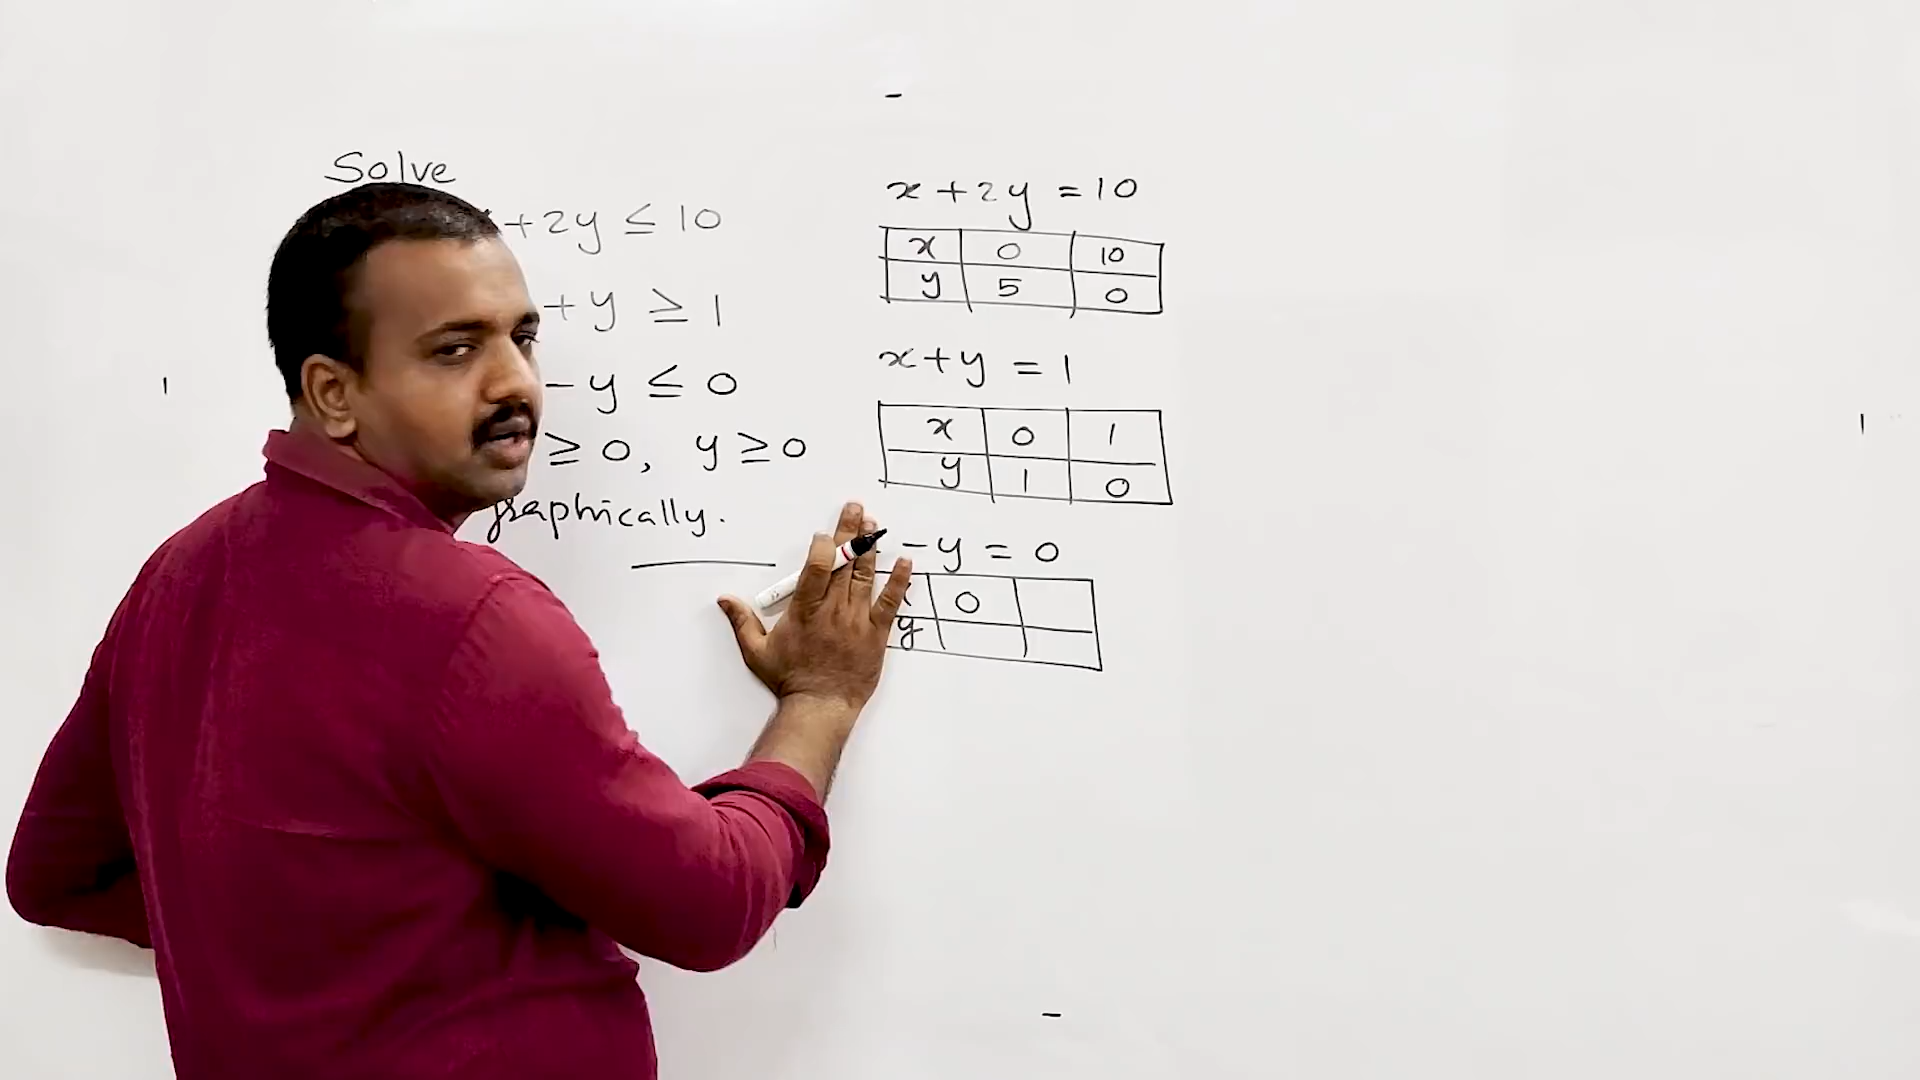 Solve
+ 2y ≤ 10
+ y ≥ 1
- y ≤ 0
≥ 0, y ≥ 0
graphically.
x + 2y = 10
x 0 10
y 5 0
x + y = 1
x 0 1
y 1 0
- y = 0
0
y